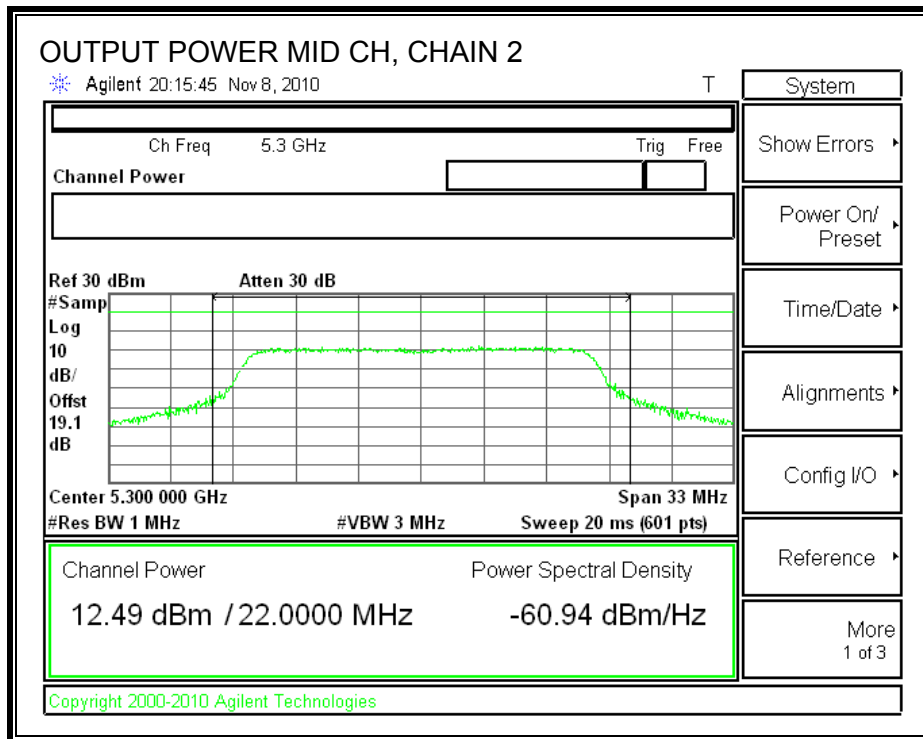 OUTPUT POWER MID CH, CHAIN 2
Agilent 20:15:45 Nov 8, 2010 T
Ch Freq 5.3 GHz Trig Free
Channel Power
Ref 30 dBm Atten 30 dB
#Samp
Log
10
dB/
Offst
19.1
dB
Center 5.300 000 GHz Span 33 MHz
#Res BW 1 MHz #VBW 3 MHz Sweep 20 ms (601 pts)
Channel Power Power Spectral Density
12.49 dBm / 22.0000 MHz -60.94 dBm/Hz
Copyright 2000-2010 Agilent Technologies
System
Show Errors
Power On/
Preset
Time/Date
Alignments
Config I/O
Reference
More
1 of 3